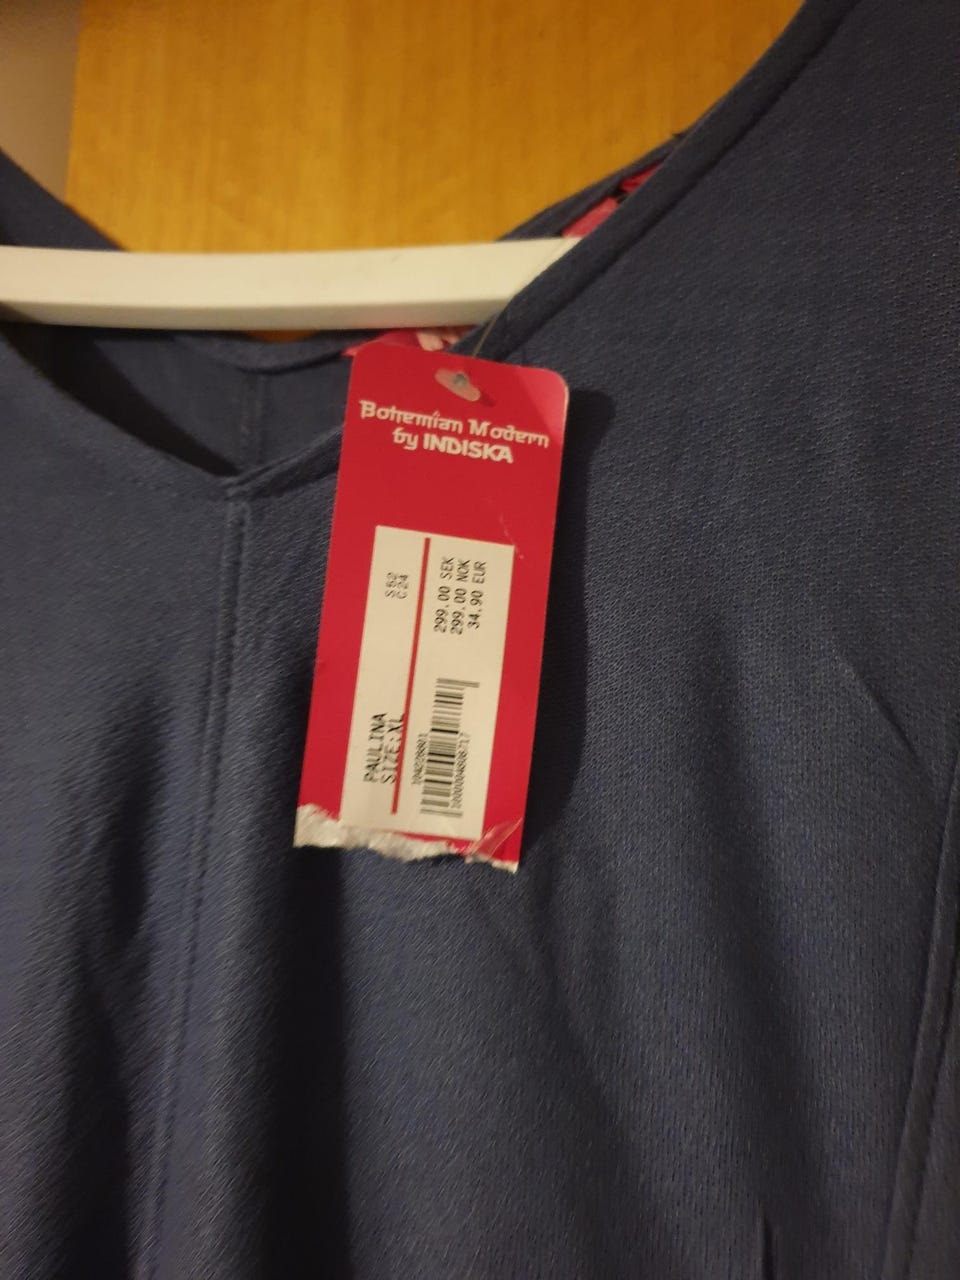 Bohemian Modern
by INDISKA
S52
C24
299.00 SEK
299.00 NOK
34.90 EUR
PAULINA
SIZE:XL